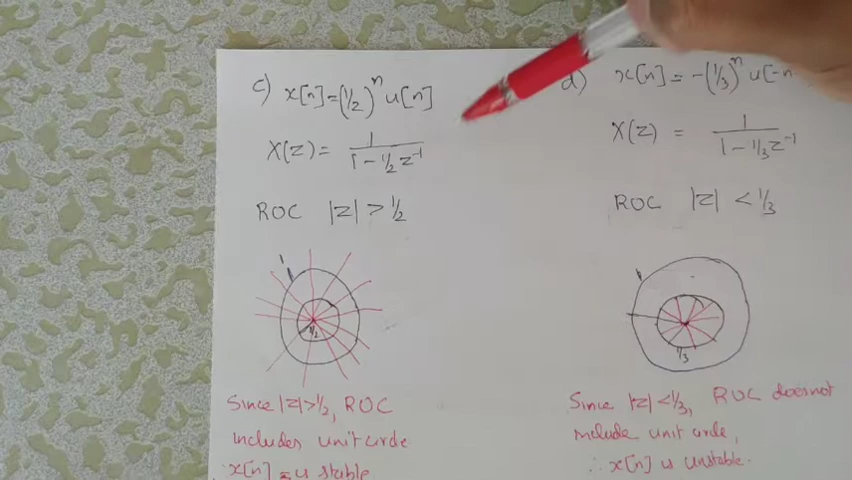 c) x[n]=(1/2)^n u[n]
X(z)= 1/(1-1/2 z^-1)
ROC |z|>1/2
1
1/2
Since |z|>1/2, ROC
includes unit circle
x[n] is stable
d) x[n]=-(1/3)^n u[-n
X(z) = 1/(1-1/3 z^-1)
ROC |z| < 1/3
1/3
Since |z|<1/3, ROC does not
include unit circle,
∴ x[n] is unstable.